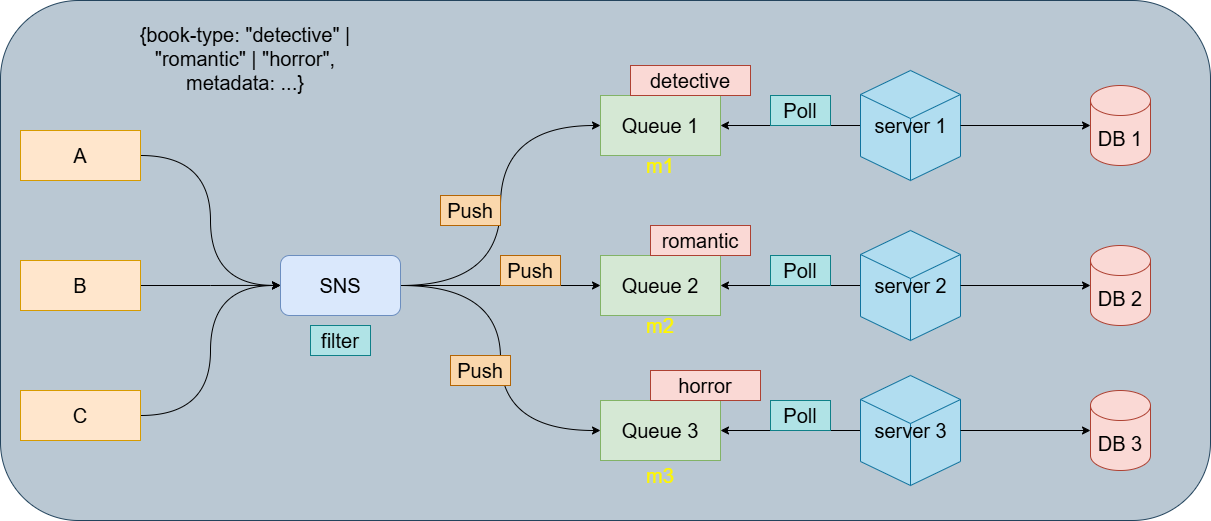 {book-type: "detective" |
"romantic" | "horror",
metadata: ...}
detective
A
Queue 1
Poll
server 1
DB 1
m1
Push
romantic
B
SNS
Push
Queue 2
Poll
server 2
DB 2
filter
m2
Push
horror
C
Queue 3
Poll
server 3
DB 3
m3